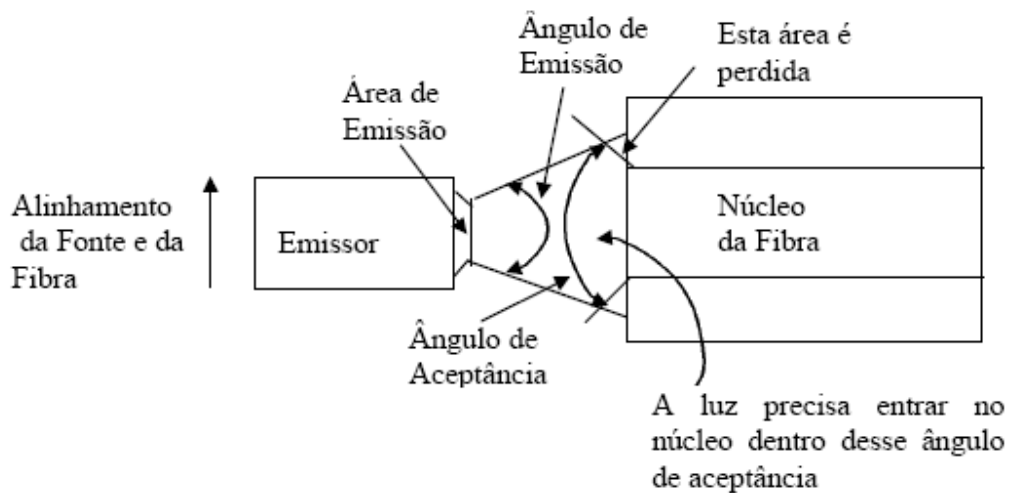 Ângulo de
Emissão
Esta área é
perdida
Área de
Emissão
Alinhamento
da Fonte e da
Fibra
Emissor
Núcleo
da Fibra
Ângulo de
Aceptância
A luz precisa entrar no
núcleo dentro desse ângulo
de aceptância